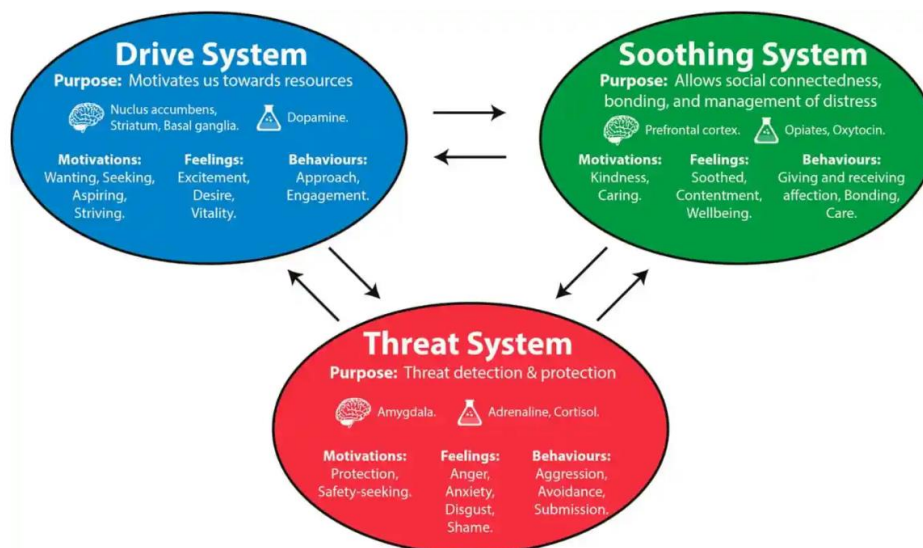 Drive System
Purpose: Motivates us towards resources
Nuclus accumbens,
Striatum, Basal ganglia.
Dopamine.
Motivations:
Wanting, Seeking,
Aspiring,
Striving.
Feelings:
Excitement,
Desire,
Vitality.
Behaviours:
Approach,
Engagement.
Soothing System
Purpose: Allows social connectedness,
bonding, and management of distress
Prefrontal cortex.
Opiates, Oxytocin.
Motivations:
Kindness,
Caring.
Feelings:
Soothed,
Contentment,
Wellbeing.
Behaviours:
Giving and receiving
affection, Bonding,
Care.
Threat System
Purpose: Threat detection & protection
Amygdala.
Adrenaline, Cortisol.
Motivations:
Protection,
Safety-seeking.
Feelings:
Anger,
Anxiety,
Disgust,
Shame.
Behaviours:
Aggression,
Avoidance,
Submission.